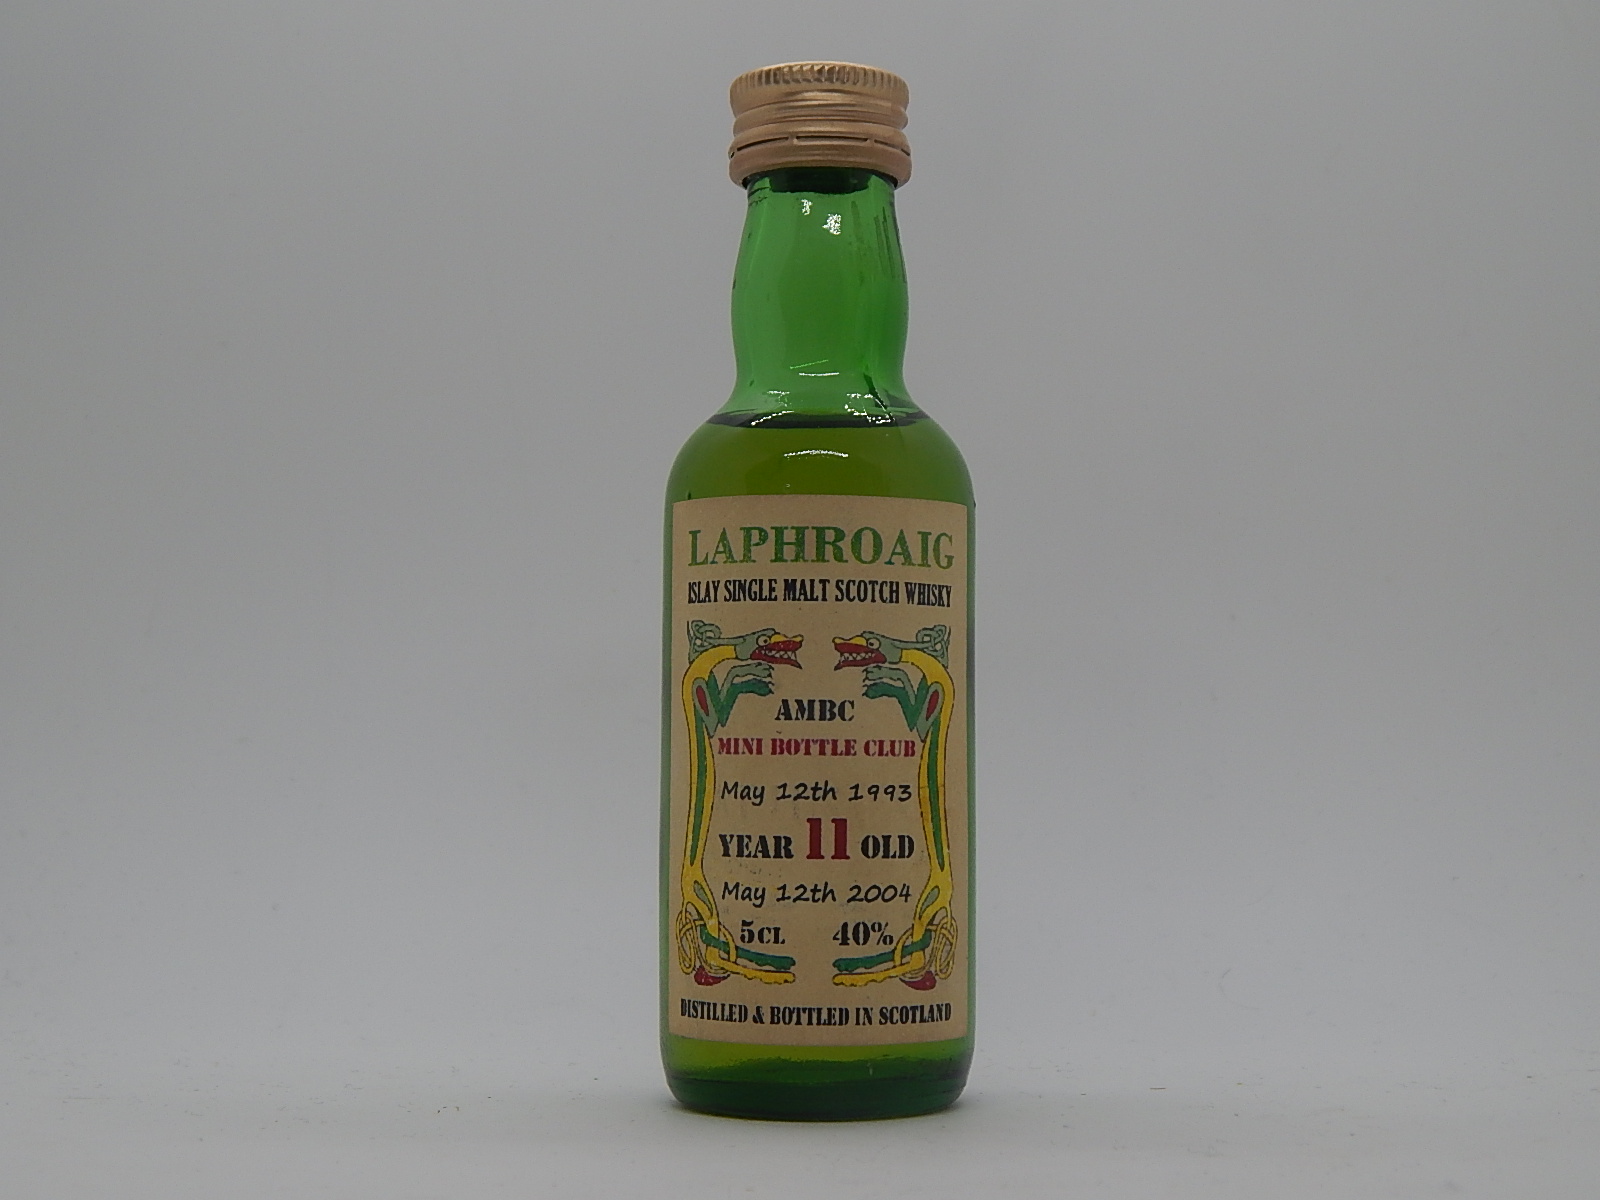 LAPHROAIG
ISLAY SINGLE MALT SCOTCH WHISKY
AMBC
MINI BOTTLE CLUB
May 12th 1993
YEAR 11 OLD
May 12th 2004
5CL 40%
DISTILLED & BOTTLED IN SCOTLAND